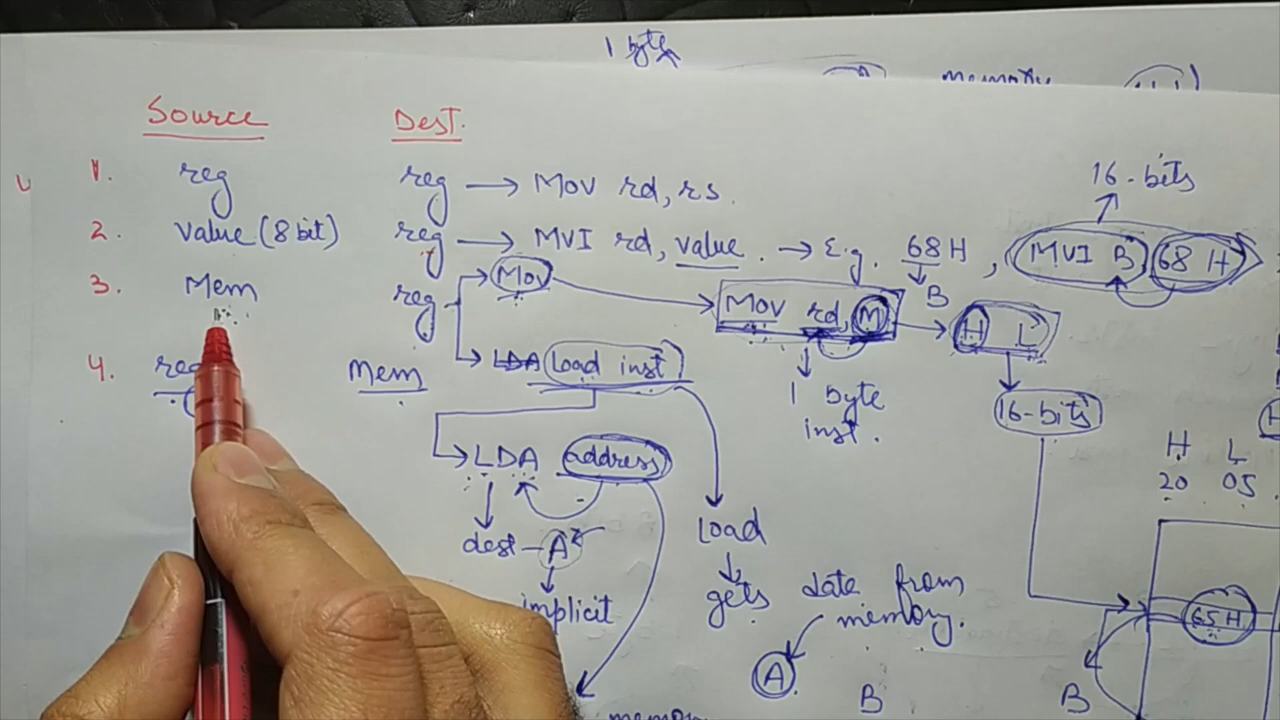 1 byte
memory
Source Dest.
1. reg reg → Mov rd, rs.
16-bits
2. value (8 bit) reg → MVI rd, value. → E.g. 68 H, MVI B 68 H
B
3. Mem reg Mov Mov rd, M → H L
LDA Load inst
4. reg Mem
1 byte inst.
16-bits
LDA address
H L
20 05
dest - A
implicit
Load
gets data from
memory.
65 H
A
B
B